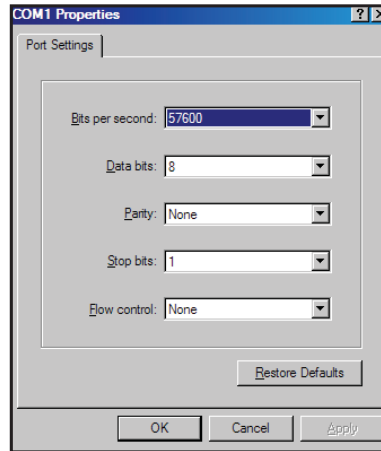 COM1 Properties
Port Settings
Bits per second: 57600
Data bits: 8
Parity: None
Stop bits: 1
Flow control: None
Restore Defaults
OK Cancel Apply